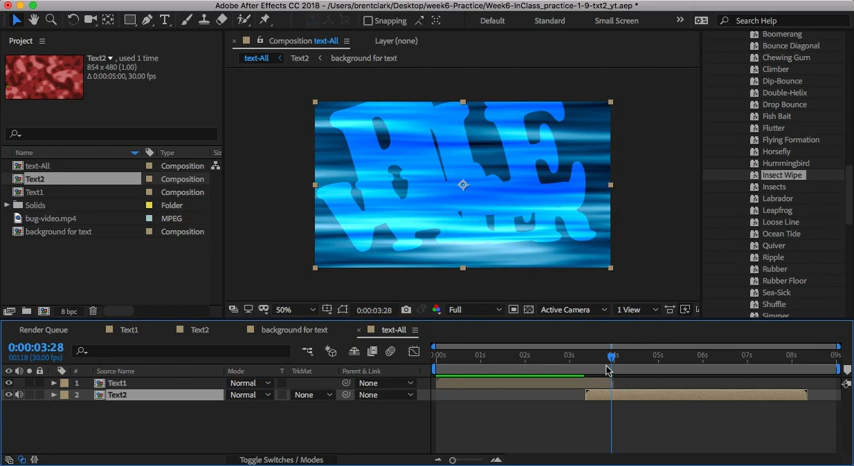 Adobe After Effects CC 2018 - /Users/brentclark/Desktop/week6-Practice/Week6-InClass_practice-1-9-txt2_yt.aep *
Snapping
Default
Standard
Small Screen
Search Help
Project
Text2 , used 1 time
854 x 480 (1.00)
Δ 0:00:05:00, 30.00 fps
Name
Type
Siz
text-All
Composition
Text2
Composition
Text1
Composition
Solids
Folder
bug-video.mp4
MPEG
background for text
Composition
8 bpc
Composition text-All
Layer (none)
text-All
Text2
background for text
50%
0:00:03:28
Full
Active Camera
1 View
Boomerang
Bounce Diagonal
Chewing Gum
Climber
Dip-Bounce
Double-Helix
Drop Bounce
Fish Bait
Flutter
Flying Formation
Horsefly
Hummingbird
Insect Wipe
Insects
Labrador
Leapfrog
Loose Line
Ocean Tide
Quiver
Ripple
Rubber
Rubber Floor
Sea-Sick
Shuffle
Simmer
Render Queue
Text1
Text2
background for text
text-All
0:00:03:28
00118 (30.00 fps)
:00s
01s
02s
03s
05s
06s
07s
08s
09s
#
Source Name
Mode
T
TrkMat
Parent & Link
1
Text1
Normal
None
2
Text2
Normal
None
None
Toggle Switches / Modes